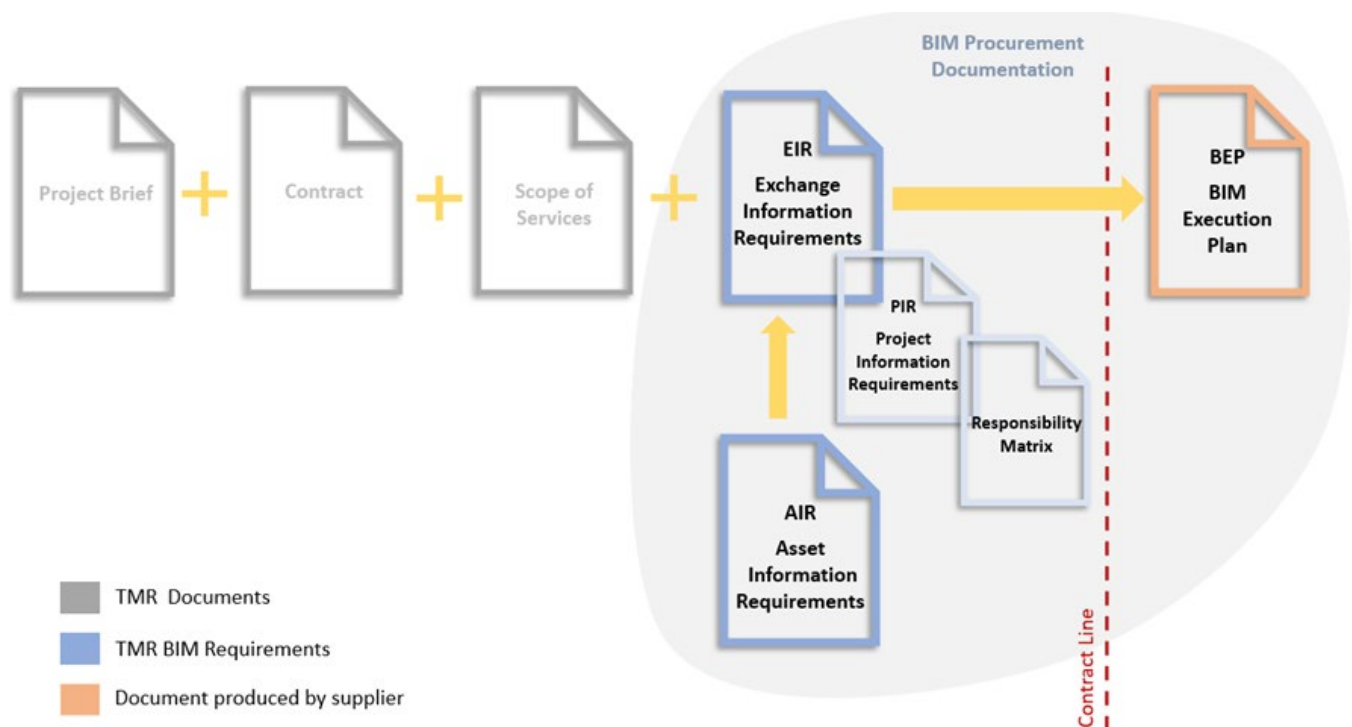 BIM Procurement
Documentation
Project Brief
Contract
Scope of
Services
EIR
Exchange
Information
Requirements
BEP
BIM
Execution
Plan
PIR
Project
Information
Requirements
Responsibility
Matrix
AIR
Asset
Information
Requirements
TMR Documents
TMR BIM Requirements
Document produced by supplier
Contract Line